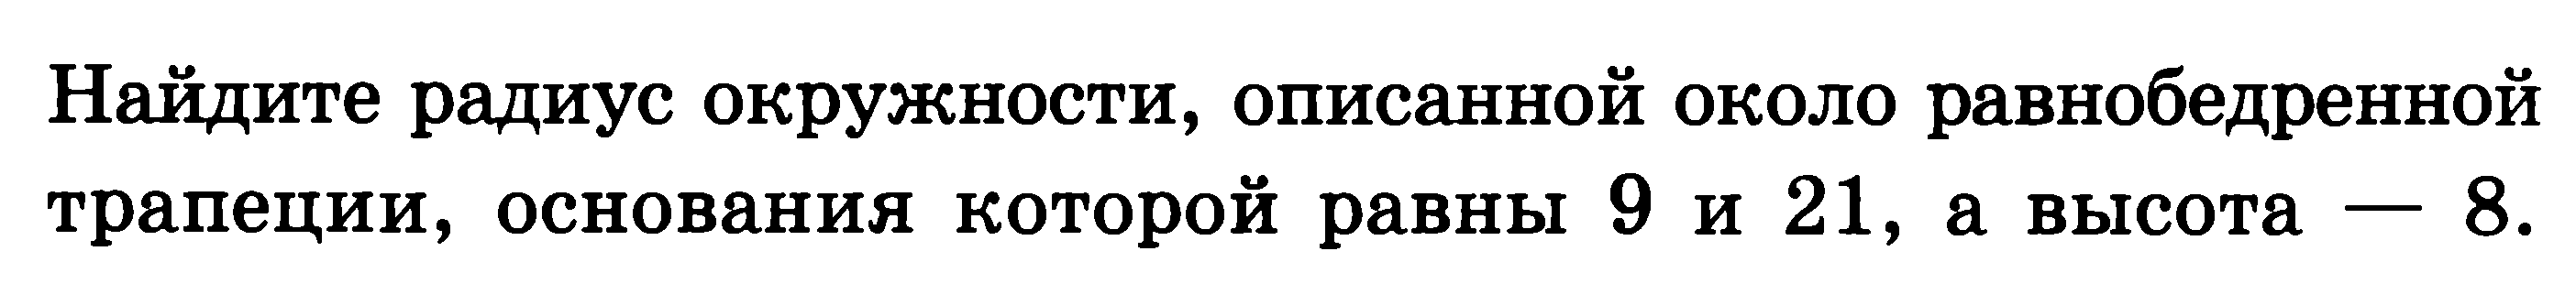 Найдите радиус окружности, описанной около равнобедренной
трапеции, основания которой равны 9 и 21, а высота — 8.